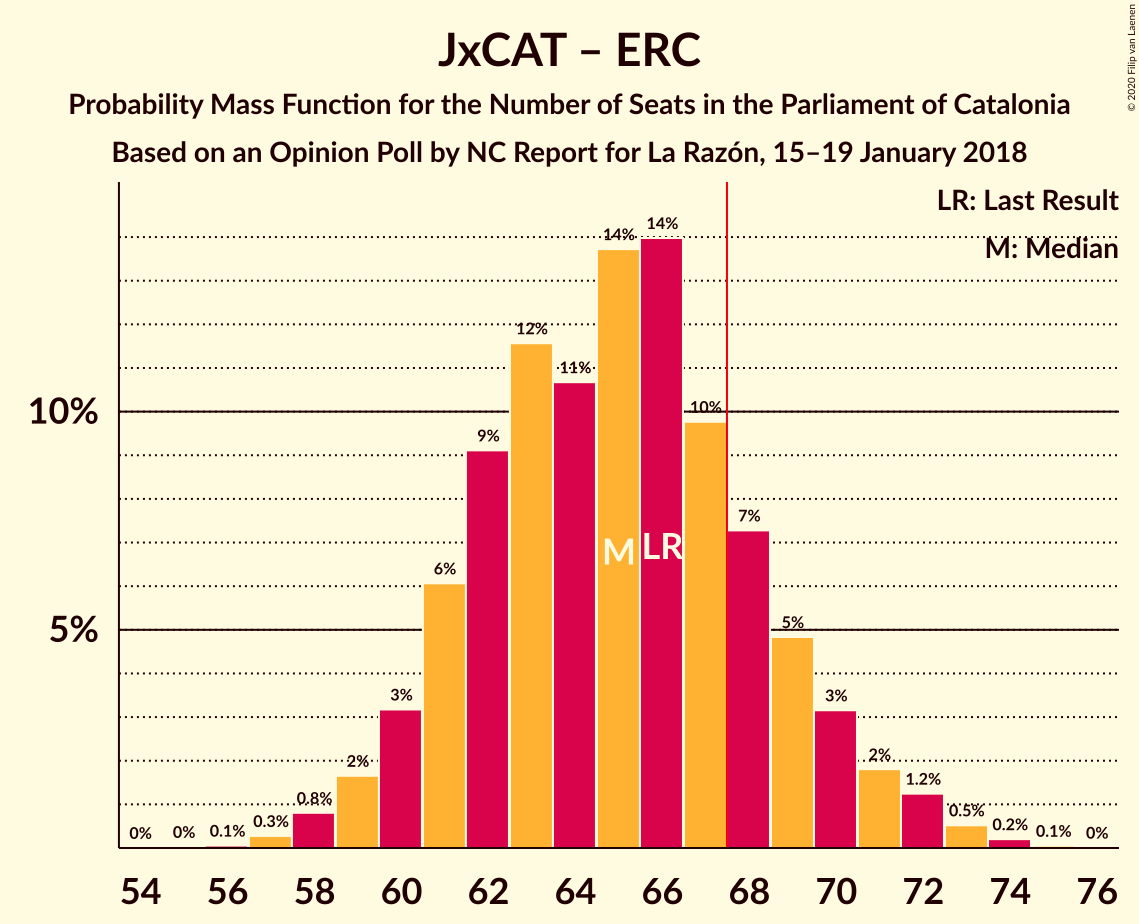 JxCAT – ERC
Probability Mass Function for the Number of Seats in the Parliament of Catalonia
Based on an Opinion Poll by NC Report for La Razón, 15–19 January 2018
© 2020 Filip van Laenen
LR: Last Result
M: Median
10%
5%
0% 0% 0.1% 0.3% 0.8% 2% 3% 6% 9% 12% 11% 14% 14% 10% 7% 5% 3% 2% 1.2% 0.5% 0.2% 0.1% 0%
M LR
54 56 58 60 62 64 66 68 70 72 74 76